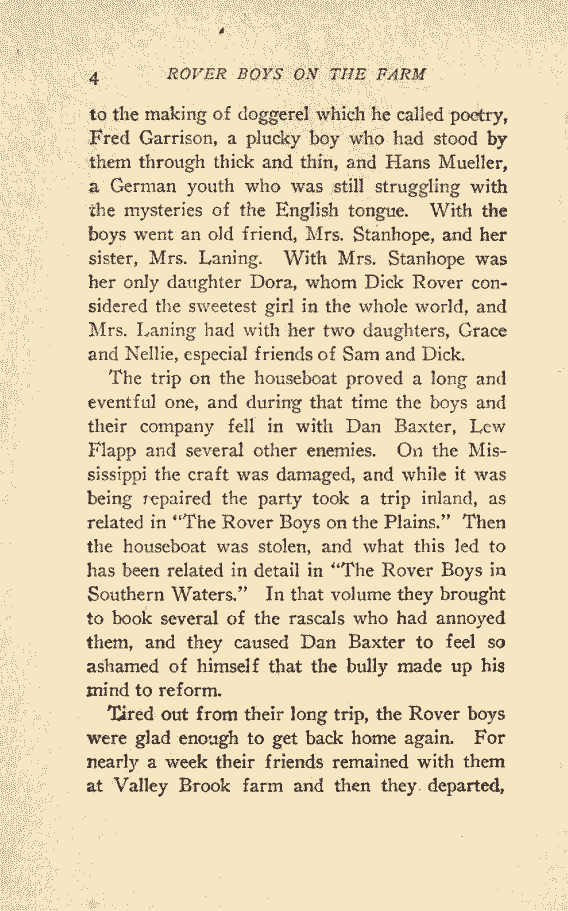 4 ROVER BOYS ON THE FARM
to the making of doggerel which he called poetry,
Fred Garrison, a plucky boy who had stood by
them through thick and thin, and Hans Mueller,
a German youth who was still struggling with
the mysteries of the English tongue. With the
boys went an old friend, Mrs. Stanhope, and her
sister, Mrs. Laning. With Mrs. Stanhope was
her only daughter Dora, whom Dick Rover con-
sidered the sweetest girl in the whole world, and
Mrs. Laning had with her two daughters, Grace
and Nellie, especial friends of Sam and Dick.
The trip on the houseboat proved a long and
eventful one, and during that time the boys and
their company fell in with Dan Baxter, Lew
Flapp and several other enemies. On the Mis-
sissippi the craft was damaged, and while it was
being repaired the party took a trip inland, as
related in "The Rover Boys on the Plains." Then
the houseboat was stolen, and what this led to
has been related in detail in "The Rover Boys in
Southern Waters." In that volume they brought
to book several of the rascals who had annoyed
them, and they caused Dan Baxter to feel so
ashamed of himself that the bully made up his
mind to reform.
Tired out from their long trip, the Rover boys
were glad enough to get back home again. For
nearly a week their friends remained with them
at Valley Brook farm and then they departed,